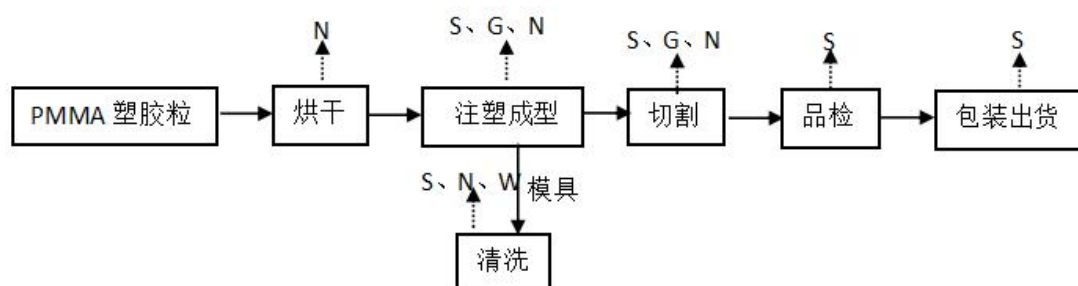 N
S、G、N
S、G、N
S
S
PMMA 塑胶粒
烘干
注塑成型
切割
品检
包装出货
S、N、W
模具
清洗